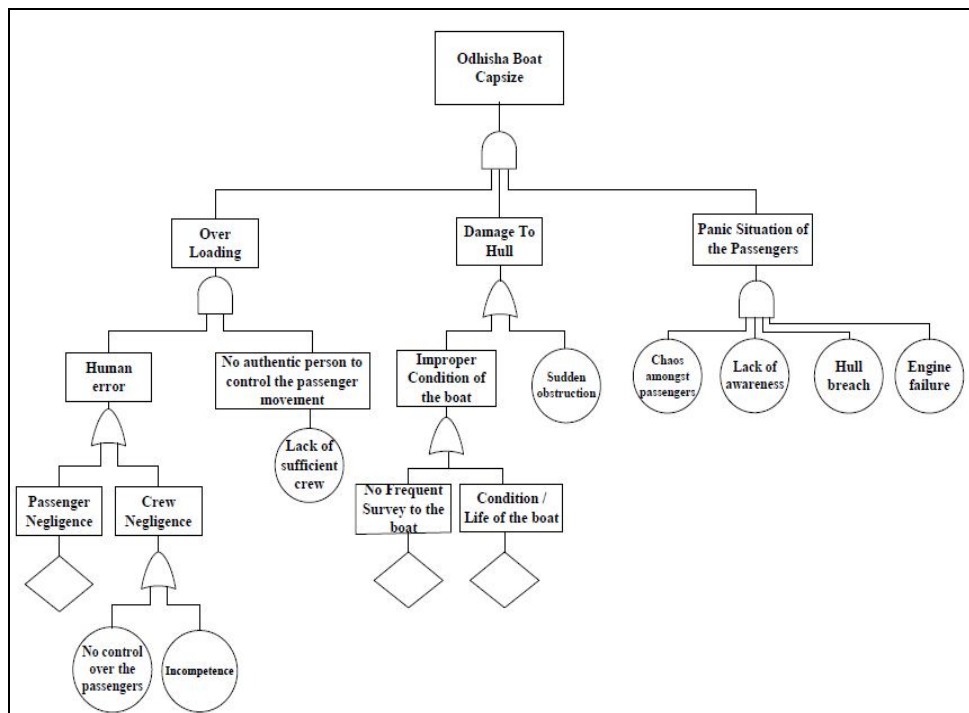 Odhisha Boat
Capsize
Over
Loading
Damage To
Hull
Panic Situation of
the Passengers
Human
error
No authentic person to
control the passenger
movement
Improper
Condition of
the boat
Sudden
obstruction
Chaos
amongst
passengers
Lack of
awareness
Hull
breach
Engine
failure
Lack of
sufficient
crew
Passenger
Negligence
Crew
Negligence
No Frequent
Survey to the
boat
Condition /
Life of the boat
No control
over the
passengers
Incompetence